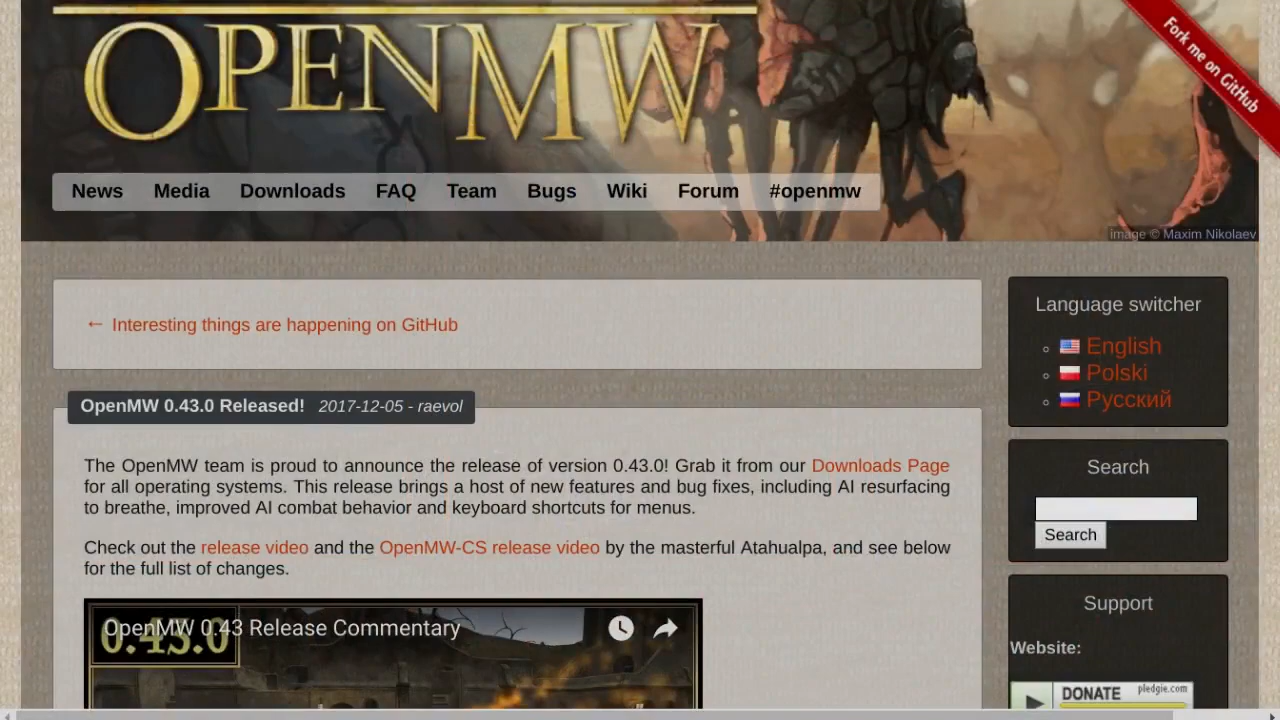 OPENMW
Fork me on GitHub
News Media Downloads FAQ Team Bugs Wiki Forum #openmw
image © Maxim Nikolaev
← Interesting things are happening on GitHub
Language switcher
English
Polski
Русский
OpenMW 0.43.0 Released! 2017-12-05 - raevol
The OpenMW team is proud to announce the release of version 0.43.0! Grab it from our Downloads Page
for all operating systems. This release brings a host of new features and bug fixes, including AI resurfacing
to breathe, improved AI combat behavior and keyboard shortcuts for menus.
Check out the release video and the OpenMW-CS release video by the masterful Atahualpa, and see below
for the full list of changes.
0.43.0
OpenMW 0.43 Release Commentary
Search
Search
Support
Website:
DONATE pledgie.com